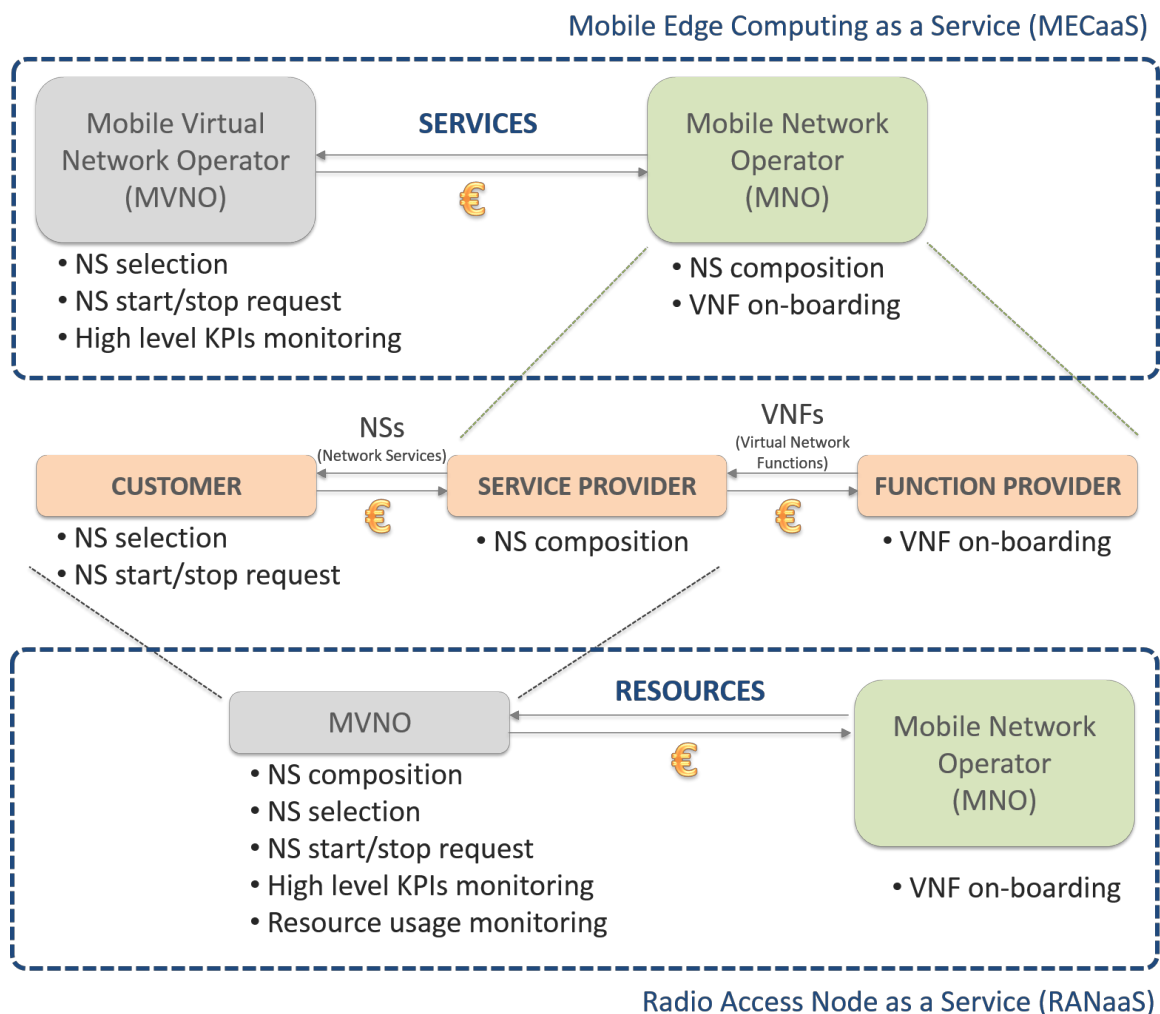 Mobile Edge Computing as a Service (MECaaS)
Mobile Virtual
Network Operator
(MVNO)
SERVICES
€
Mobile Network
Operator
(MNO)
• NS selection
• NS start/stop request
• High level KPIs monitoring
• NS composition
• VNF on-boarding
NSs
(Network Services)
VNFs
(Virtual Network
Functions)
CUSTOMER
€
SERVICE PROVIDER
€
FUNCTION PROVIDER
• NS selection
• NS start/stop request
• NS composition
• VNF on-boarding
MVNO
RESOURCES
€
Mobile Network
Operator
(MNO)
• NS composition
• NS selection
• NS start/stop request
• High level KPIs monitoring
• Resource usage monitoring
• VNF on-boarding
Radio Access Node as a Service (RANaaS)